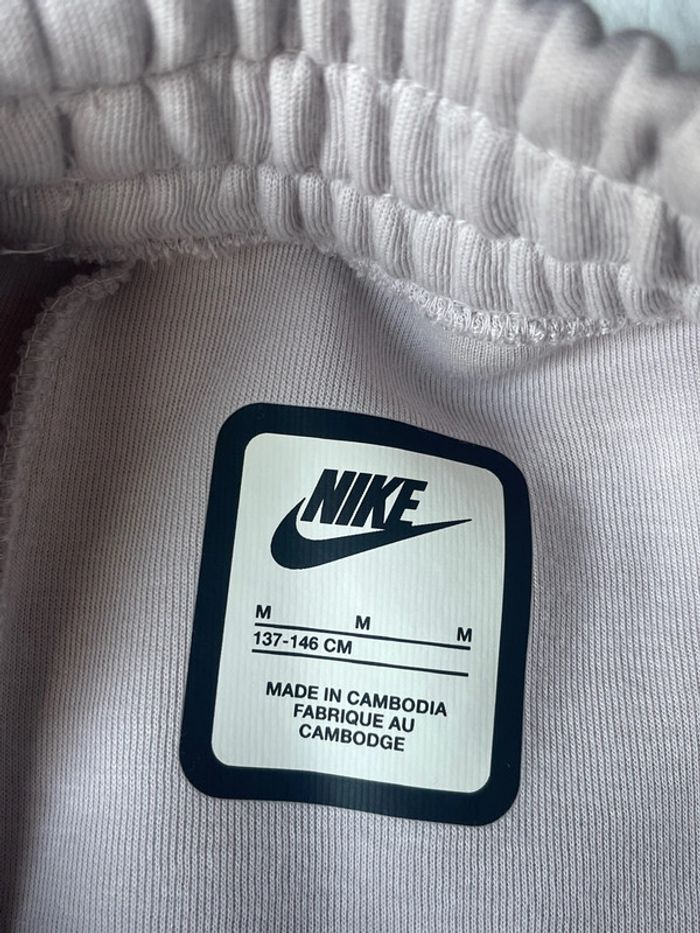 NIKE
M M M
137-146 CM
MADE IN CAMBODIA
FABRIQUE AU
CAMBODGE